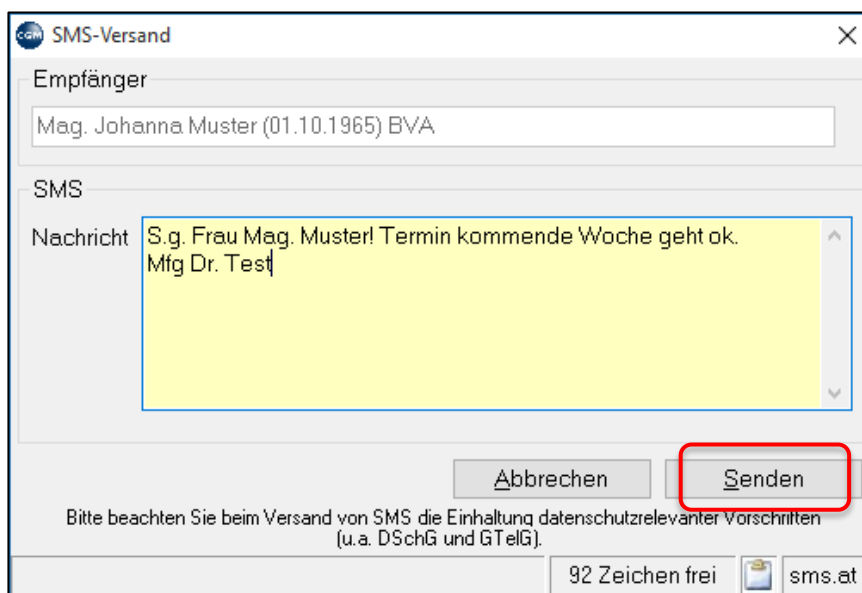 CGM SMS-Versand
Empfänger
Mag. Johanna Muster (01.10.1965) BVA
SMS
Nachricht
S.g. Frau Mag. Muster! Termin kommende Woche geht ok.
Mfg Dr. Test
Abbrechen
Senden
Bitte beachten Sie beim Versand von SMS die Einhaltung datenschutzrelevanter Vorschriften
(u.a. DSchG und GTelG).
92 Zeichen frei
sms.at